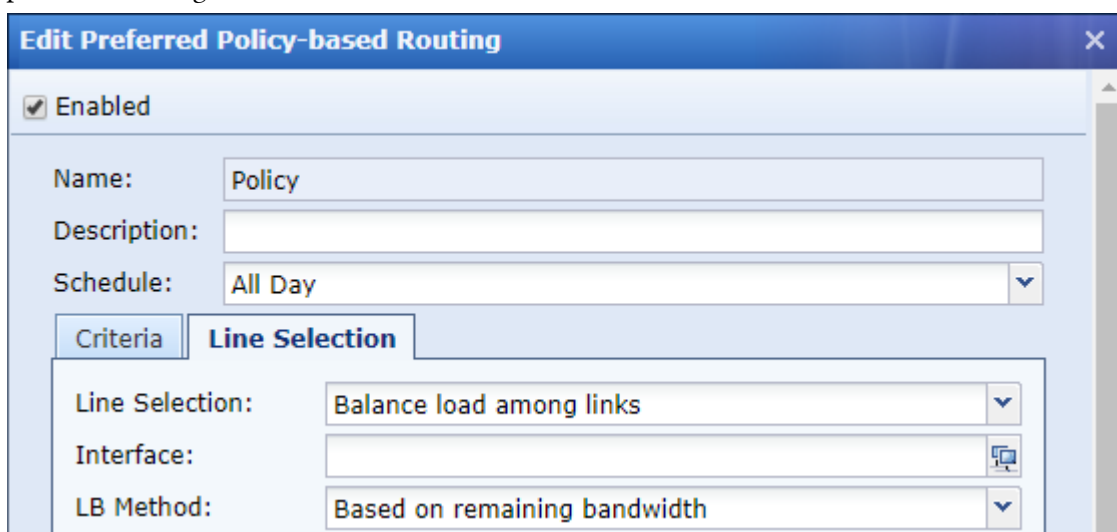 Edit Preferred Policy-based Routing
Enabled
Name: Policy
Description:
Schedule: All Day
Criteria Line Selection
Line Selection: Balance load among links
Interface:
LB Method: Based on remaining bandwidth